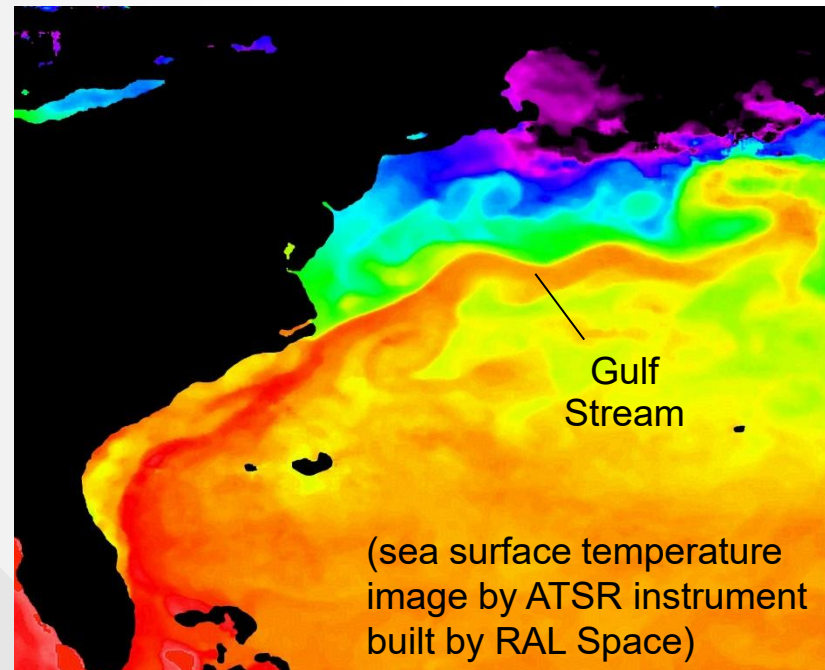 Gulf
Stream
(sea surface temperature
image by ATSR instrument
built by RAL Space)